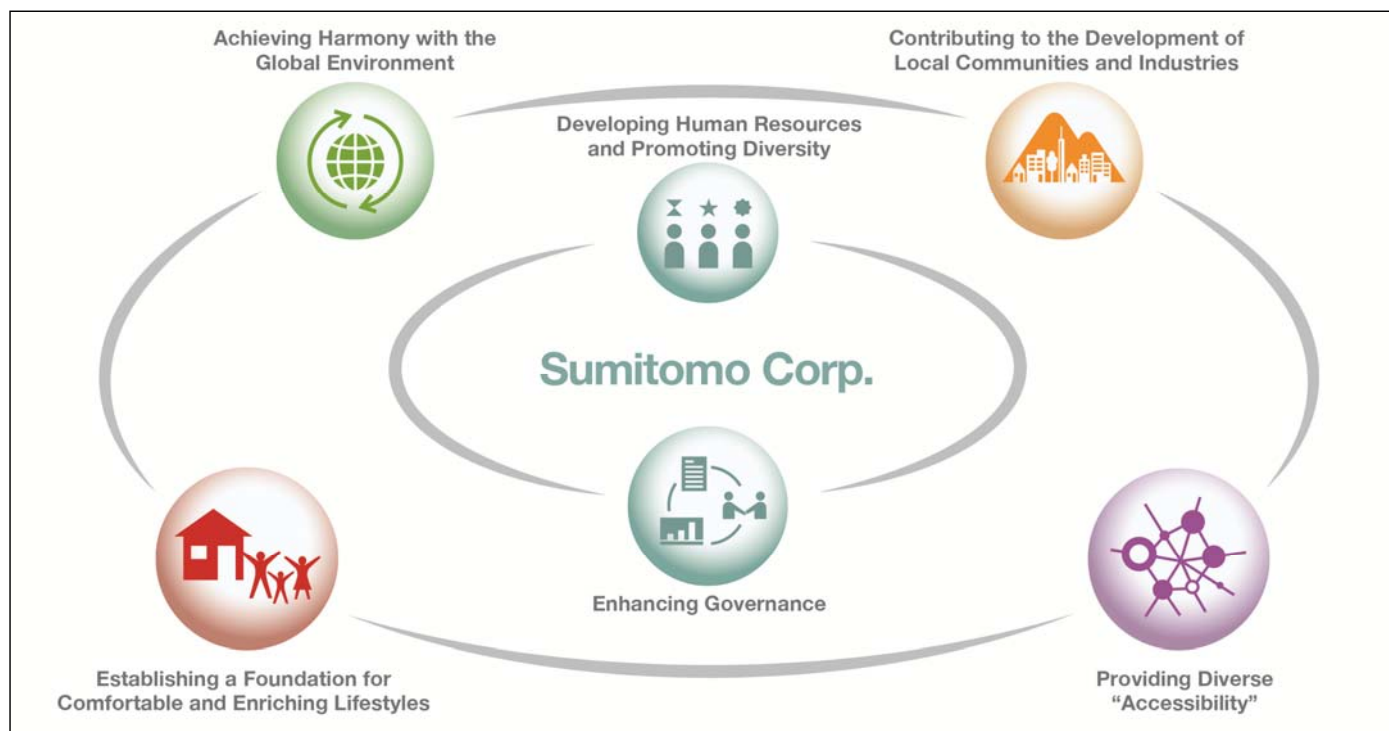 Achieving Harmony with the
Global Environment
Contributing to the Development of
Local Communities and Industries
Developing Human Resources
and Promoting Diversity
Sumitomo Corp.
Enhancing Governance
Establishing a Foundation for
Comfortable and Enriching Lifestyles
Providing Diverse
“Accessibility”